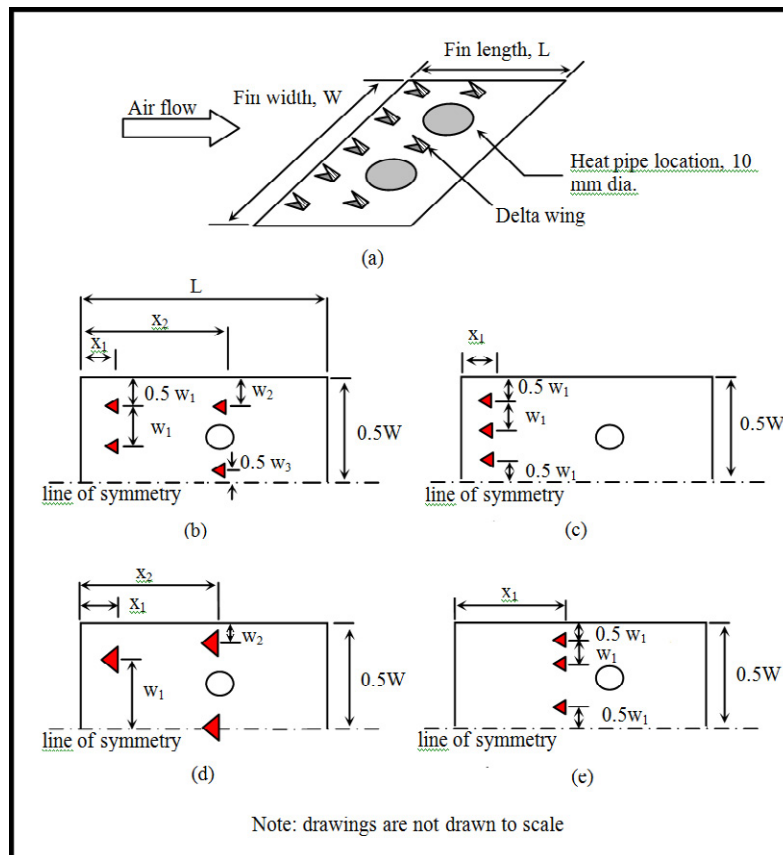 Fin length, L
Fin width, W
Air flow
Heat pipe location, 10
mm dia.
Delta wing
(a)
L
x₂
x₁
0.5 w₁
w₂
w₁
0.5W
0.5 w₃
line of symmetry
(b)
x₁
0.5 w₁
w₁
0.5W
0.5 w₁
line of symmetry
(c)
x₂
x₁
w₂
w₁
0.5W
line of symmetry
(d)
x₁
0.5 w₁
w₁
0.5W
0.5w₁
line of symmetry
(e)
Note: drawings are not drawn to scale